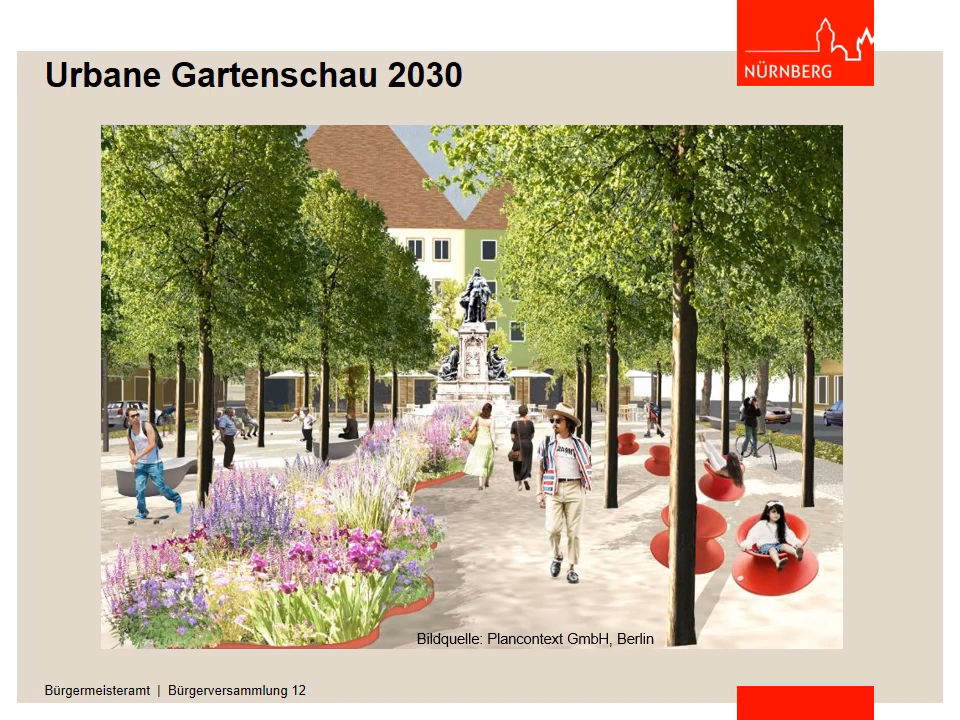 Urbane Gartenschau 2030
NÜRNBERG
Bildquelle: Plancontext GmbH, Berlin
Bürgermeisteramt | Bürgerversammlung 12